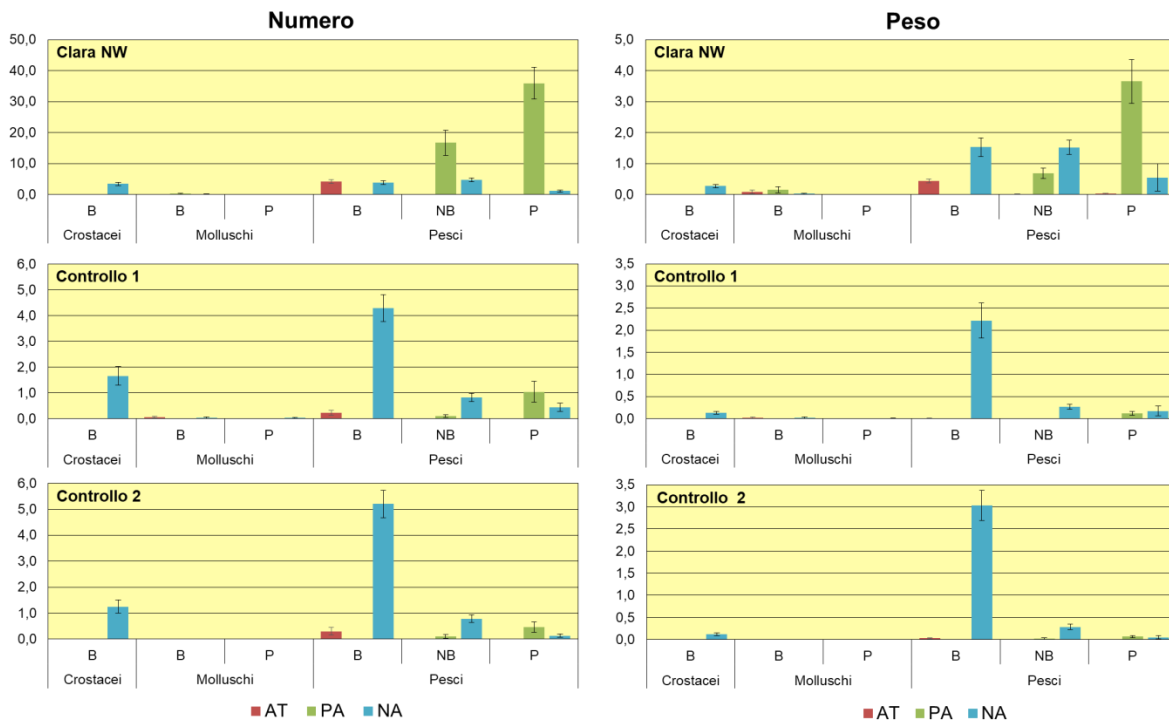 Numero
Peso
Clara NW
50,0
40,0
30,0
20,0
10,0
0,0
B B P B NB P
Crostacei Molluschi Pesci
Clara NW
5,0
4,0
3,0
2,0
1,0
0,0
B B P B NB P
Crostacei Molluschi Pesci
Controllo 1
6,0
5,0
4,0
3,0
2,0
1,0
0,0
B B P B NB P
Crostacei Molluschi Pesci
Controllo 1
3,5
3,0
2,5
2,0
1,5
1,0
0,5
0,0
B B P B NB P
Crostacei Molluschi Pesci
Controllo 2
6,0
5,0
4,0
3,0
2,0
1,0
0,0
B B P B NB P
Crostacei Molluschi Pesci
Controllo 2
3,5
3,0
2,5
2,0
1,5
1,0
0,5
0,0
B B P B NB P
Crostacei Molluschi Pesci
AT PA NA
AT PA NA